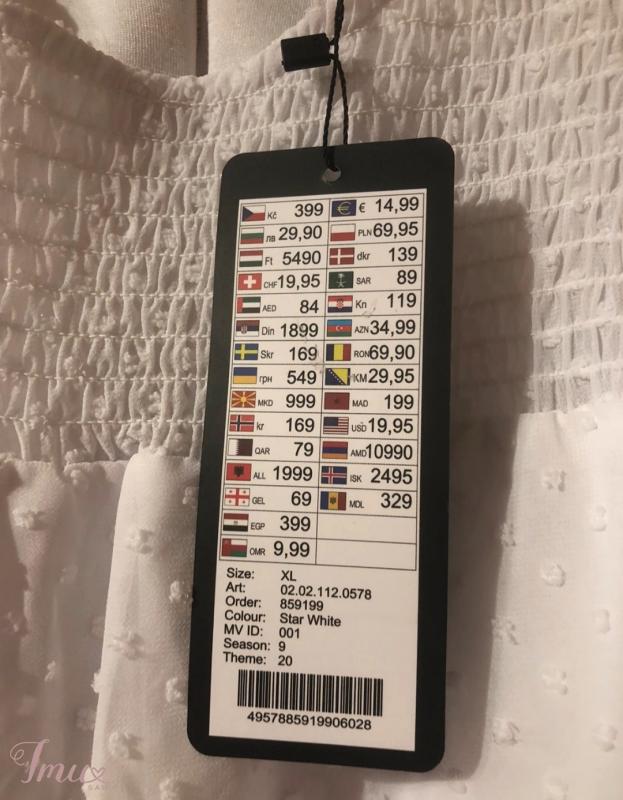 Kč 399 € 14,99
лв 29,90 PLN 69,95
Ft 5490 dkr 139
CHF 19,95 SAR 89
AED 84 Kn 119
Din 1899 AZN 34,99
Skr 169 RON 69,90
грн 549 KM 29,95
MKD 999 MAD 199
kr 169 USD 19,95
QAR 79 AMD 10990
ALL 1999 ISK 2495
GEL 69 MDL 329
EGP 399
OMR 9,99
Size: XL
Art: 02.02.112.0578
Order: 859199
Colour: Star White
MV ID: 001
Season: 9
Theme: 20
4957885919906028